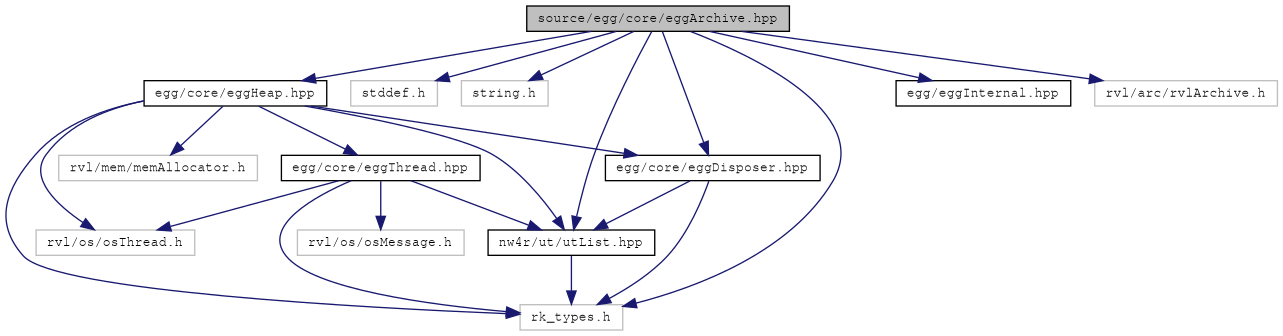 source/egg/core/eggArchive.hpp
egg/core/eggHeap.hpp
stddef.h
string.h
egg/eggInternal.hpp
rvl/arc/rvlArchive.h
rvl/mem/memAllocator.h
egg/core/eggThread.hpp
egg/core/eggDisposer.hpp
rvl/os/osThread.h
rvl/os/osMessage.h
nw4r/ut/utList.hpp
rk_types.h